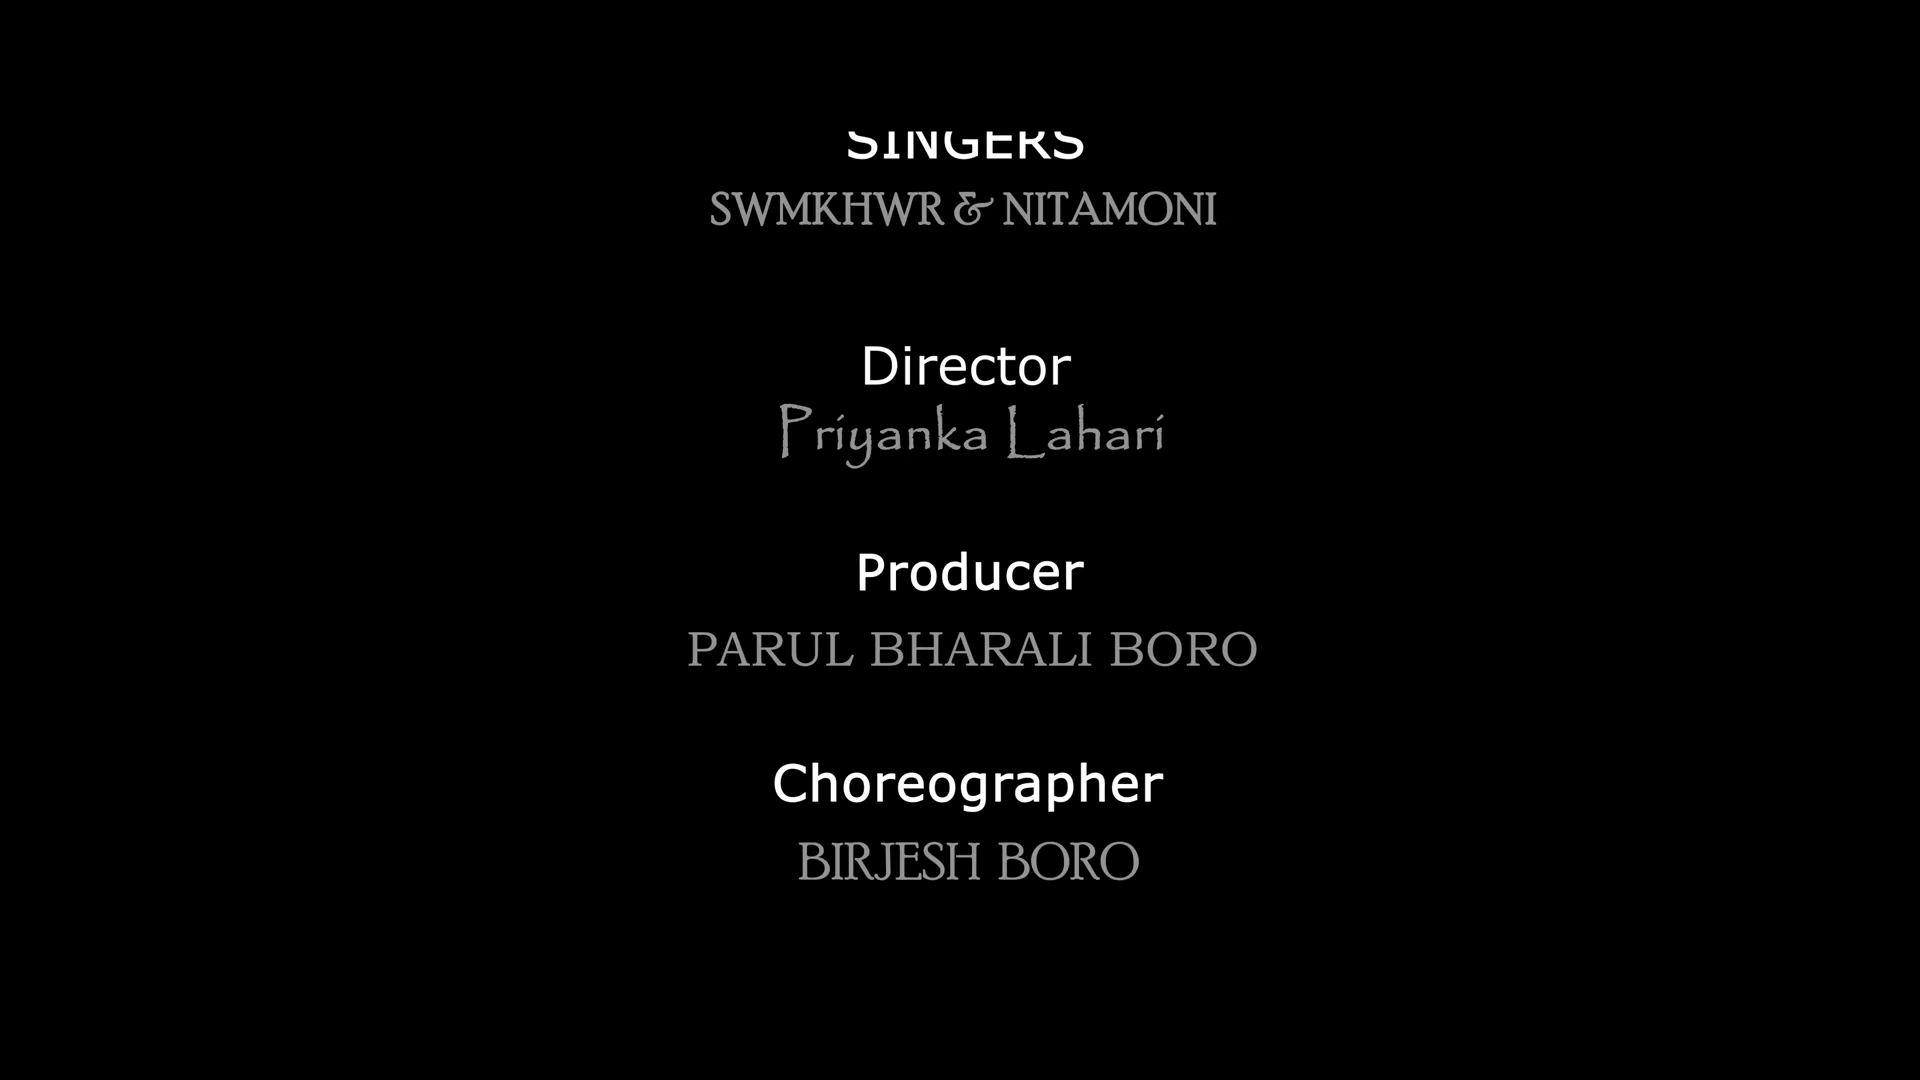 SINGERS
SWMKHWR & NITAMONI
Director
Priyanka Lahari
Producer
PARUL BHARALI BORO
Choreographer
BIRJESH BORO